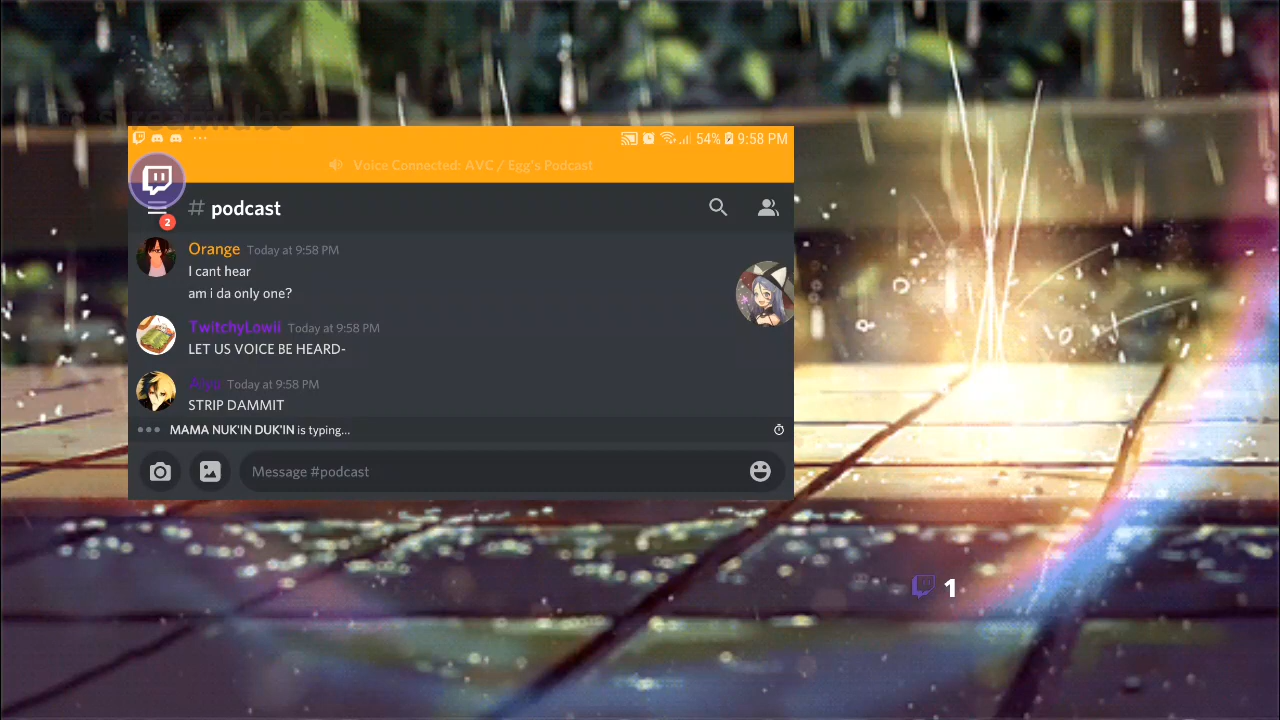 54% 9:58 PM
Voice Connected: AVC / Egg's Podcast
2
# podcast
Orange Today at 9:58 PM
I cant hear
am i da only one?
TwitchyLowii Today at 9:58 PM
LET US VOICE BE HEARD-
Today at 9:58 PM
STRIP DAMMIT
MAMA NUK'IN DUK'IN is typing...
Message #podcast
1